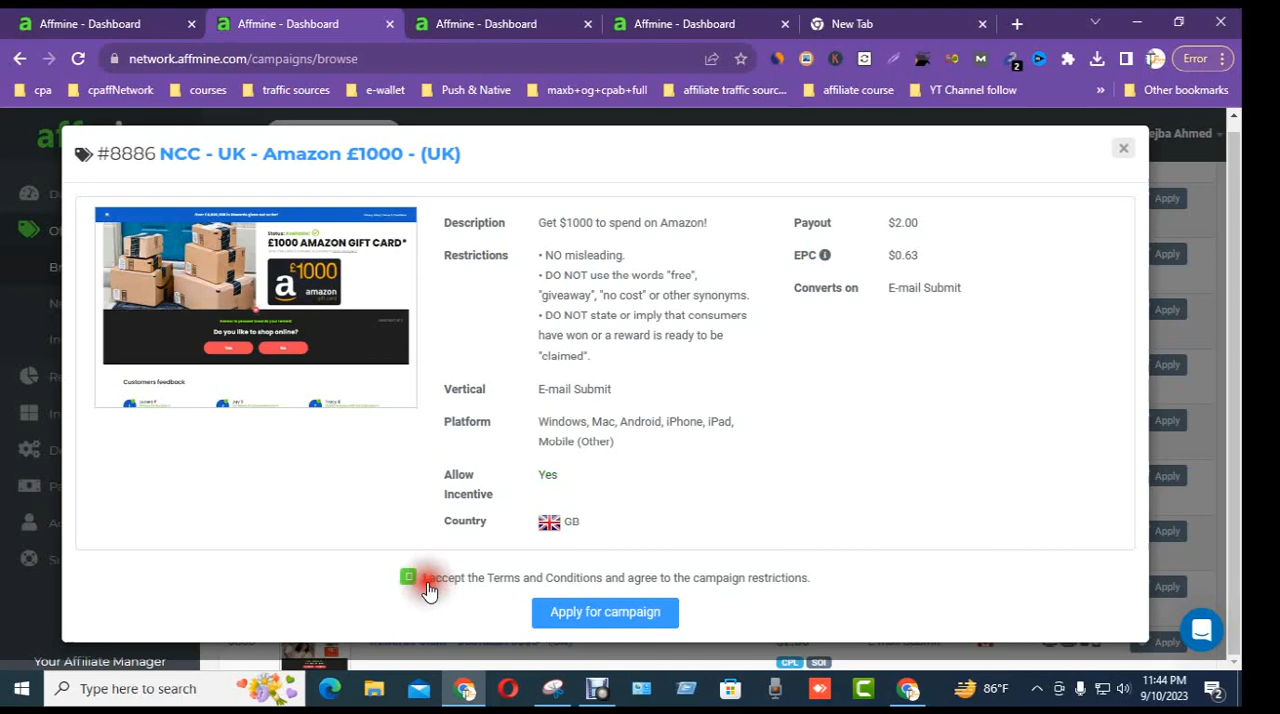 Affmine - Dashboard
Affmine - Dashboard
Affmine - Dashboard
Affmine - Dashboard
New Tab
network.affmine.com/campaigns/browse
Error
cpa
cpaffNetwork
courses
traffic sources
e-wallet
Push & Native
maxb+og+cpab+full
affiliate traffic sourc...
affiliate course
YT Channel follow
»
Other bookmarks
ejba Ahmed
#8886 NCC - UK - Amazon £1000 - (UK)
Status: Available!
£1000 AMAZON GIFT CARD*
£1000
amazon
Do you like to shop online?
Yes
No
Customers feedback
Description Get $1000 to spend on Amazon!
Restrictions • NO misleading.
• DO NOT use the words "free",
"giveaway", "no cost" or other synonyms.
• DO NOT state or imply that consumers
have won or a reward is ready to be
"claimed".
Vertical E-mail Submit
Platform Windows, Mac, Android, iPhone, iPad,
Mobile (Other)
Allow Incentive Yes
Country GB
Payout $2.00
EPC $0.63
Converts on E-mail Submit
Apply
Apply
Apply
Apply
Apply
Apply
Apply
Apply
Apply
accept the Terms and Conditions and agree to the campaign restrictions.
Apply for campaign
Your Affiliate Manager
CPL SOI
Type here to search
86°F
11:44 PM
9/10/2023
2